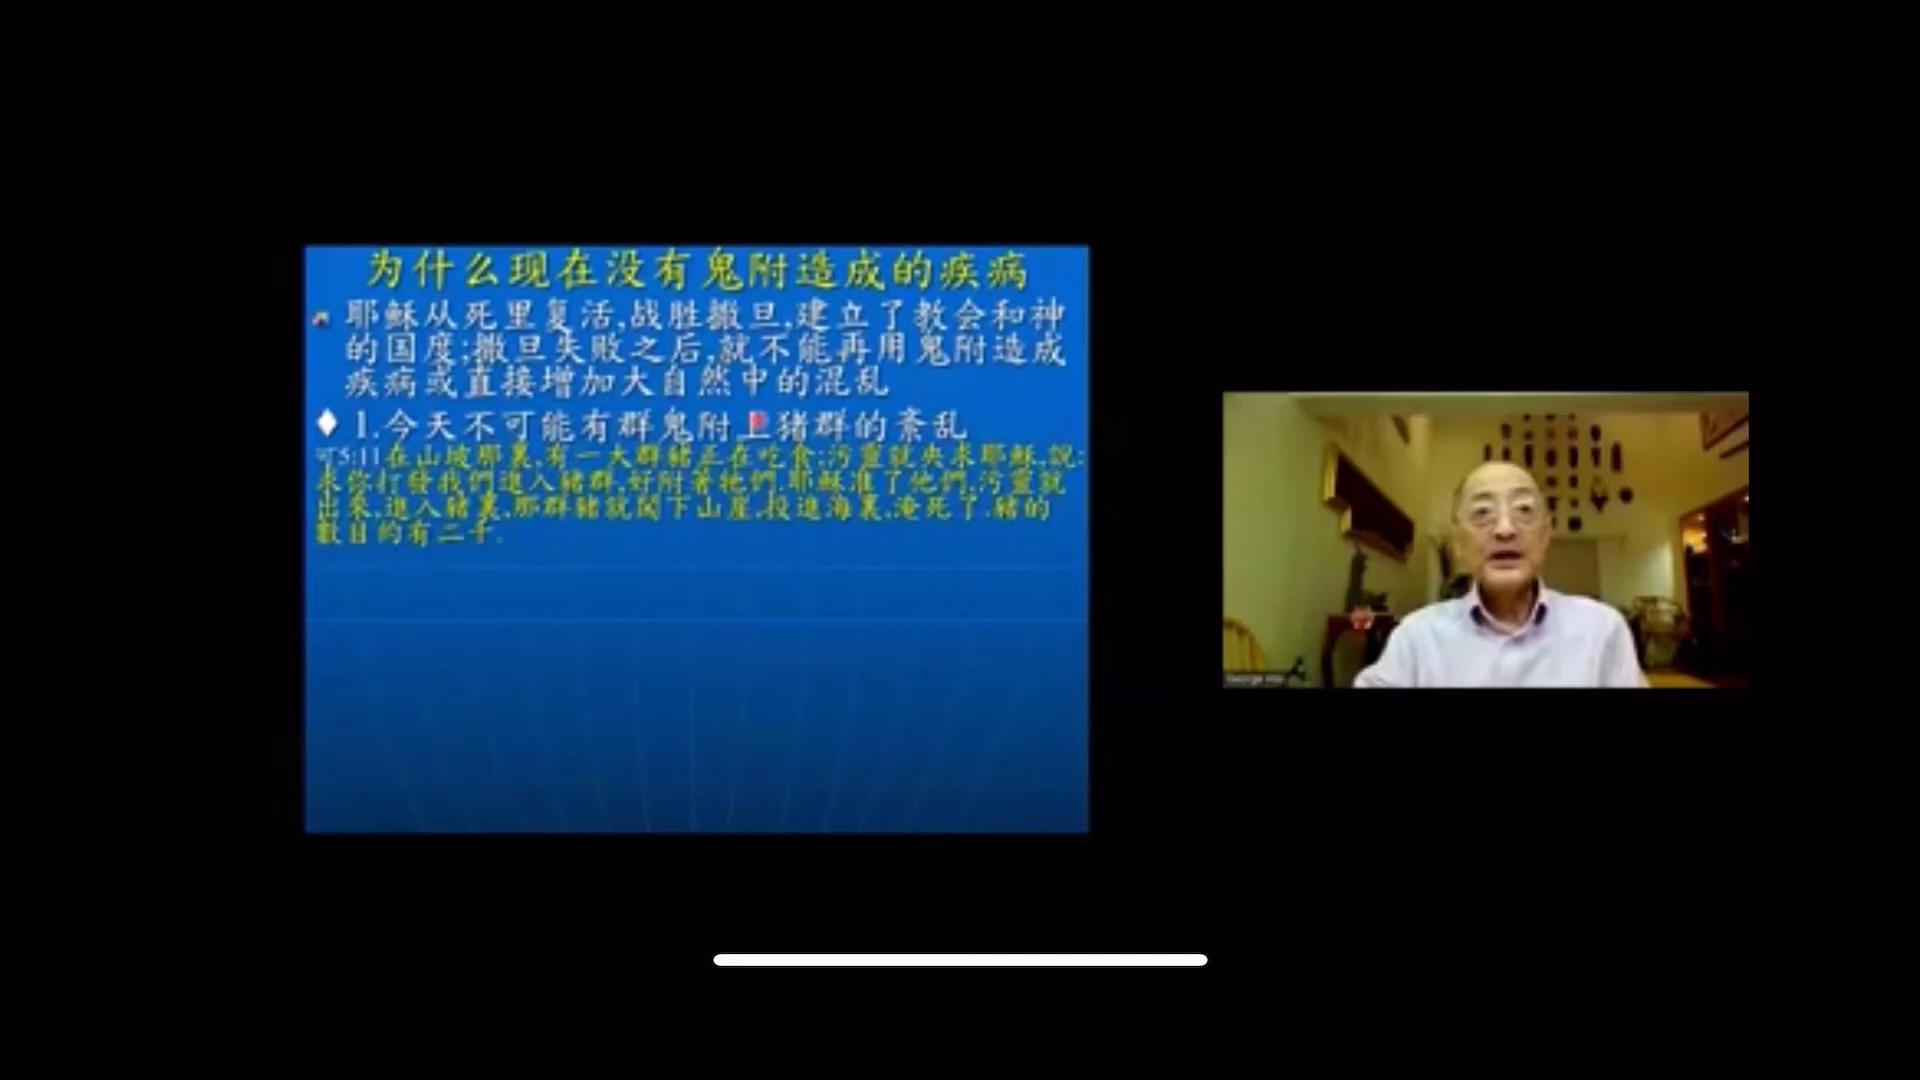 为什么现在没有鬼附造成的疾病
耶稣从死里复活,战胜撒旦,建立了教会和神
的国度;撒旦失败之后,就不能再用鬼附造成
疾病或直接增加大自然中的混乱
1.今天不可能有群鬼附上猪群的紊乱
可5:11在山坡那裏,有一大群豬正在吃食;污靈就央求耶穌,說:
求你打發我們進入豬群,好附著牠們.耶穌准了他們,污靈就
出來,進入豬裏,那群豬就闖下山崖,投進海裏,淹死了.豬的
數目約有二千.
George